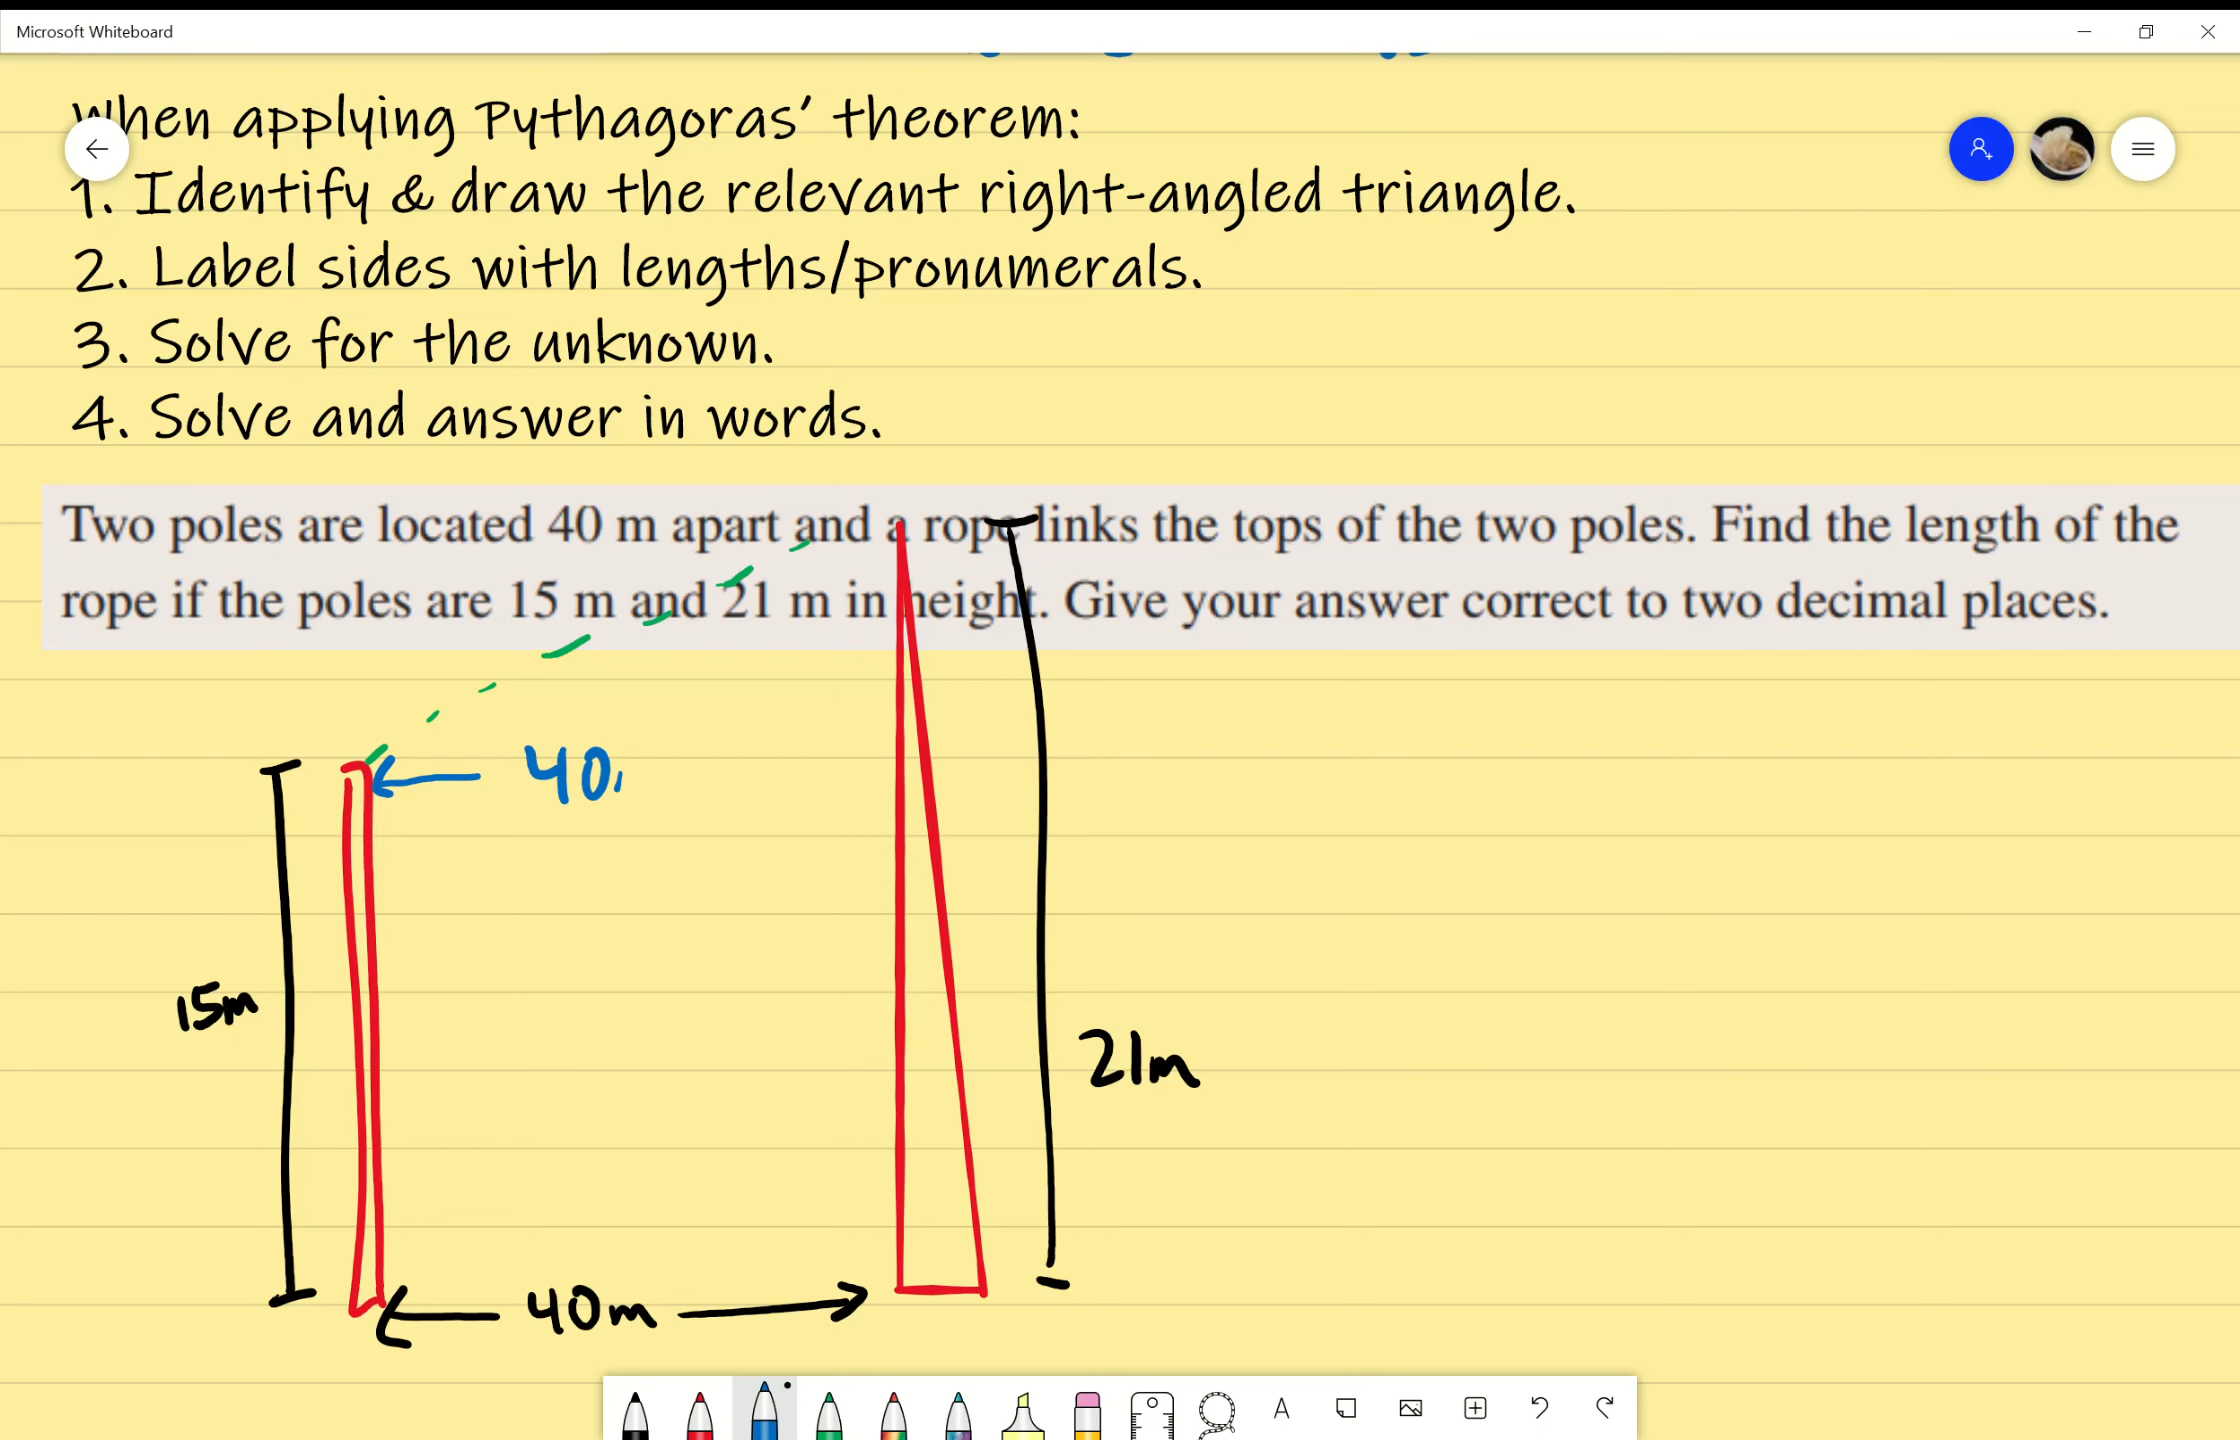 Microsoft Whiteboard
When applying Pythagoras' theorem:
1. Identify & draw the relevant right-angled triangle.
2. Label sides with lengths/pronumerals.
3. Solve for the unknown.
4. Solve and answer in words.
Two poles are located 40 m apart and a rope links the tops of the two poles. Find the length of the
rope if the poles are 15 m and 21 m in height. Give your answer correct to two decimal places.
40
15m
21m
40m
A